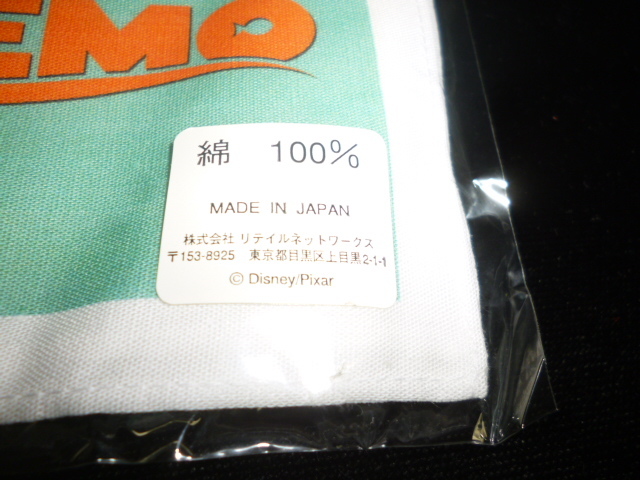 EMO
綿 100%
MADE IN JAPAN
株式会社 リテイルネットワークス
〒153-8925 東京都目黒区上目黒2-1-1
© Disney/Pixar